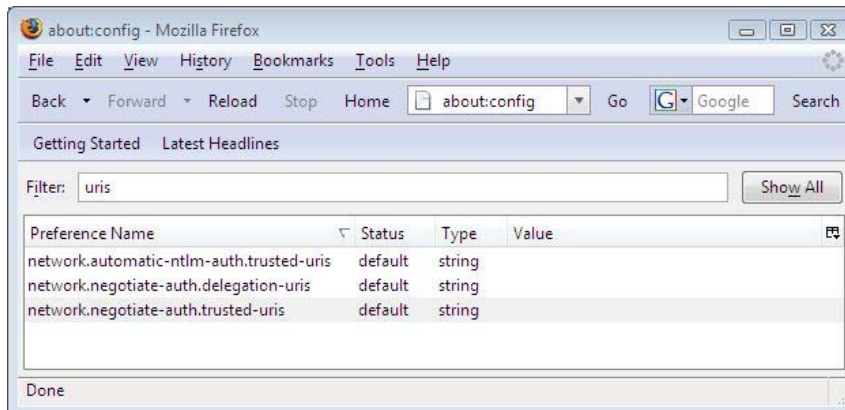 about:config - Mozilla Firefox
File Edit View History Bookmarks Tools Help
Back Forward Reload Stop Home about:config Go G Google Search
Getting Started Latest Headlines
Filter: uris Show All
Preference Name Status Type Value
network.automatic-ntlm-auth.trusted-uris default string
network.negotiate-auth.delegation-uris default string
network.negotiate-auth.trusted-uris default string
Done